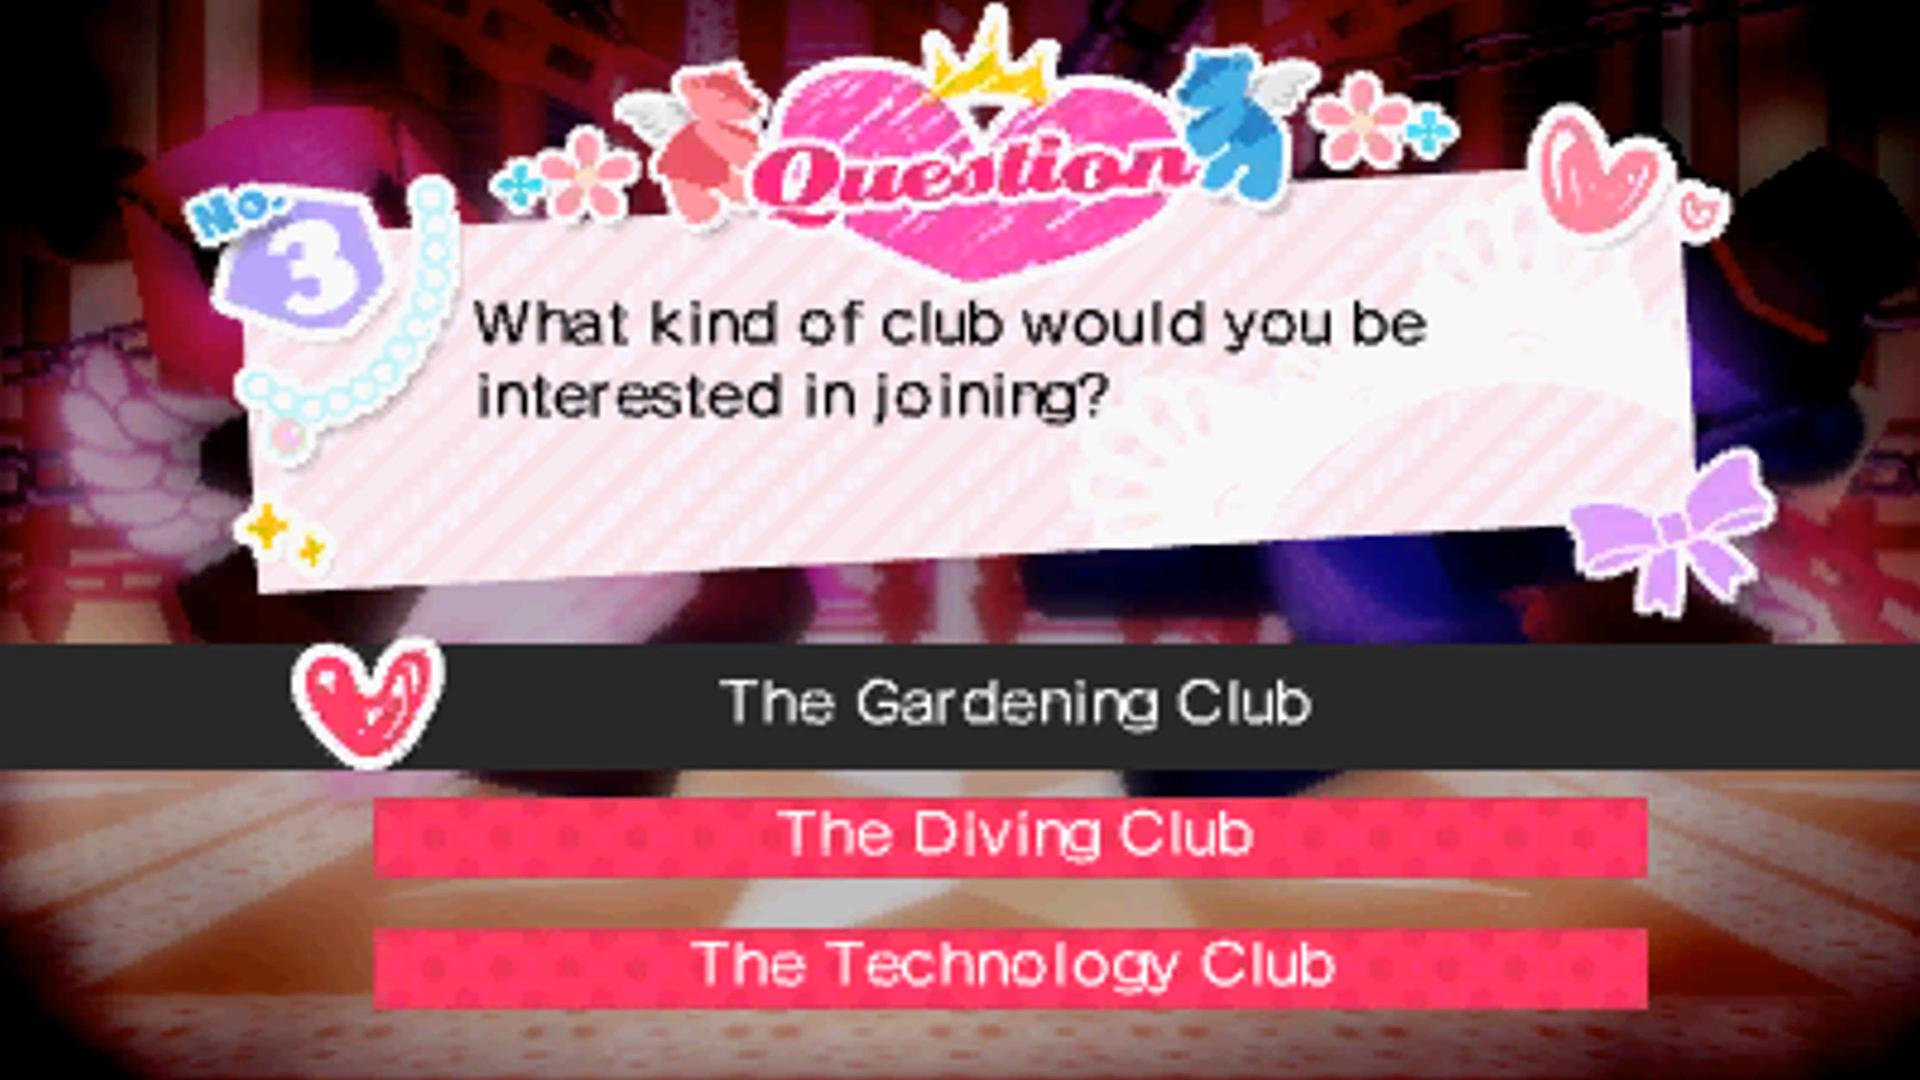 Question
No.
3
What kind of club would you be
interested in joining?
The Gardening Club
The Diving Club
The Technology Club